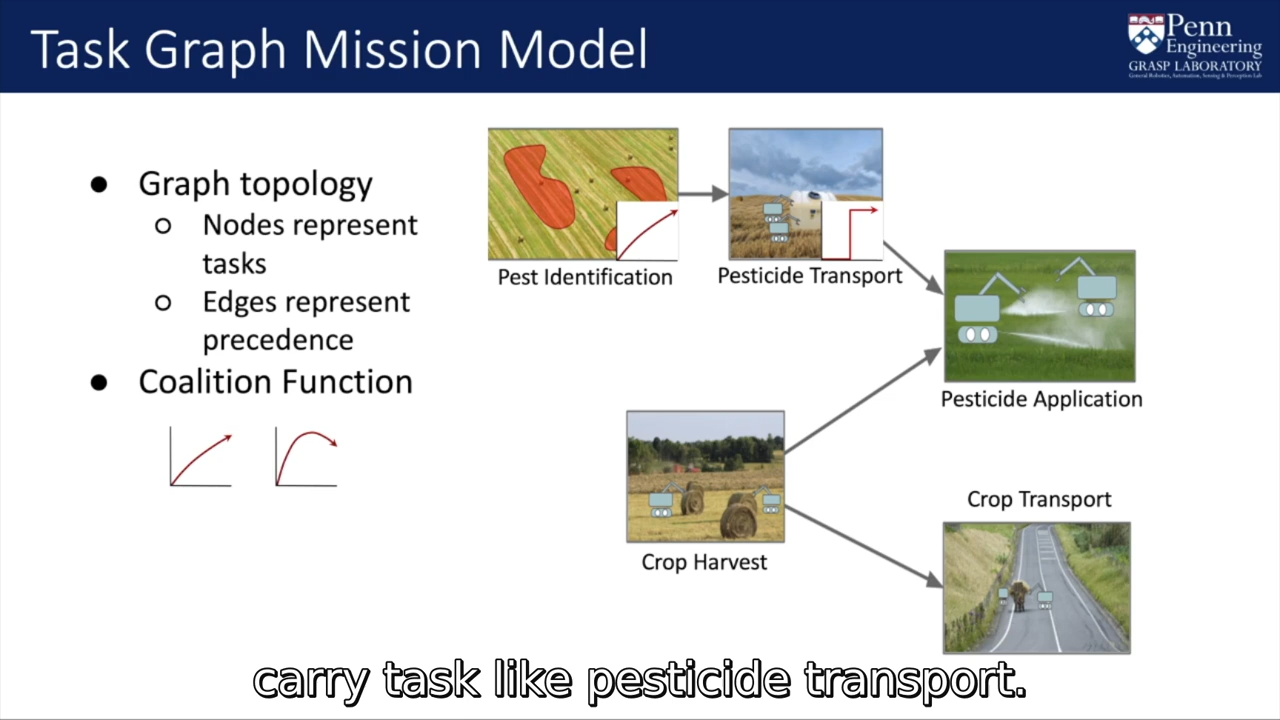 Task Graph Mission Model
Penn
Engineering
GRASP LABORATORY
General Robotics, Automation, Sensing & Perception Lab
● Graph topology
○ Nodes represent
tasks
○ Edges represent
precedence
● Coalition Function
Pest Identification
Pesticide Transport
Pesticide Application
Crop Harvest
Crop Transport
carry task like pesticide transport.